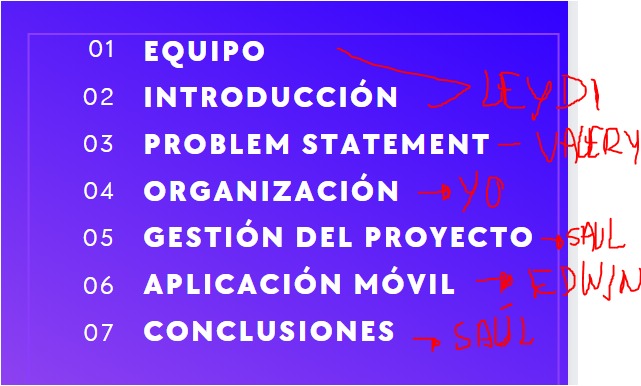 01 EQUIPO
02 INTRODUCCIÓN LEYDI
03 PROBLEM STATEMENT VALERY
04 ORGANIZACIÓN YO
05 GESTIÓN DEL PROYECTO SAUL
06 APLICACIÓN MÓVIL EDWIN
07 CONCLUSIONES SAÚL